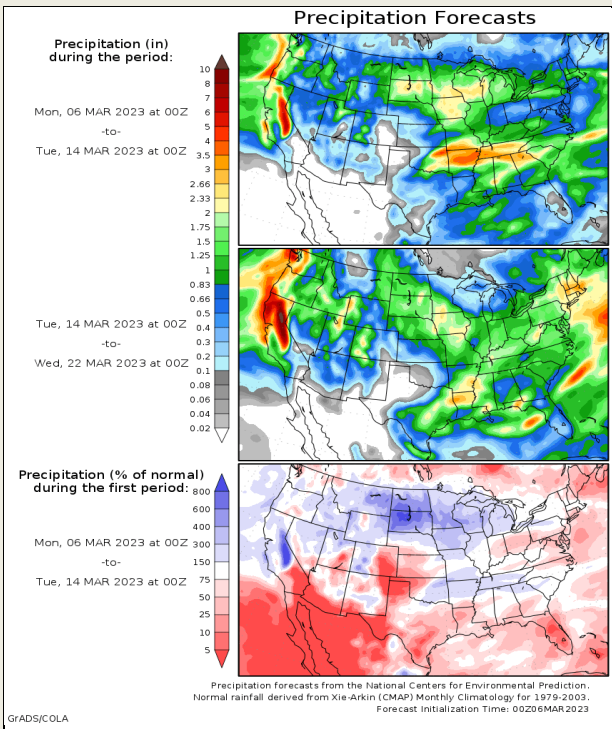 Precipitation Forecasts
Precipitation (in)
during the period:
Mon, 06 MAR 2023 at 00Z
-to-
Tue, 14 MAR 2023 at 00Z
10
8
7
6
5
4
3.5
3
2.66
2.33
2
1.75
1.5
1.25
1
0.83
0.66
0.5
0.4
0.3
0.2
0.1
0.08
0.06
0.04
0.02
Tue, 14 MAR 2023 at 00Z
-to-
Wed, 22 MAR 2023 at 00Z
Precipitation (% of normal)
during the first period:
Mon, 06 MAR 2023 at 00Z
-to-
Tue, 14 MAR 2023 at 00Z
800
600
400
300
150
75
50
25
10
5
Precipitation forecasts from the National Centers for Environmental Prediction.
Normal rainfall derived from Xie-Arkin (CMAP) Monthly Climatology for 1979-2003.
Forecast Initialization Time: 00Z06MAR2023
GrADS/COLA